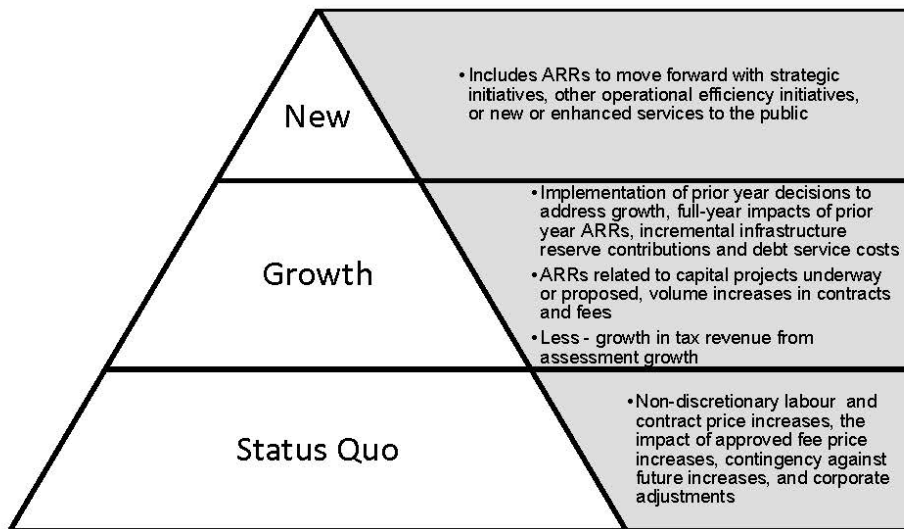 New
• Includes ARRs to move forward with strategic
initiatives, other operational efficiency initiatives,
or new or enhanced services to the public
Growth
• Implementation of prior year decisions to
address growth, full-year impacts of prior
year ARRs, incremental infrastructure
reserve contributions and debt service costs
• ARRs related to capital projects underway
or proposed, volume increases in contracts
and fees
• Less - growth in tax revenue from
assessment growth
Status Quo
• Non-discretionary labour and
contract price increases, the
impact of approved fee price
increases, contingency against
future increases, and corporate
adjustments